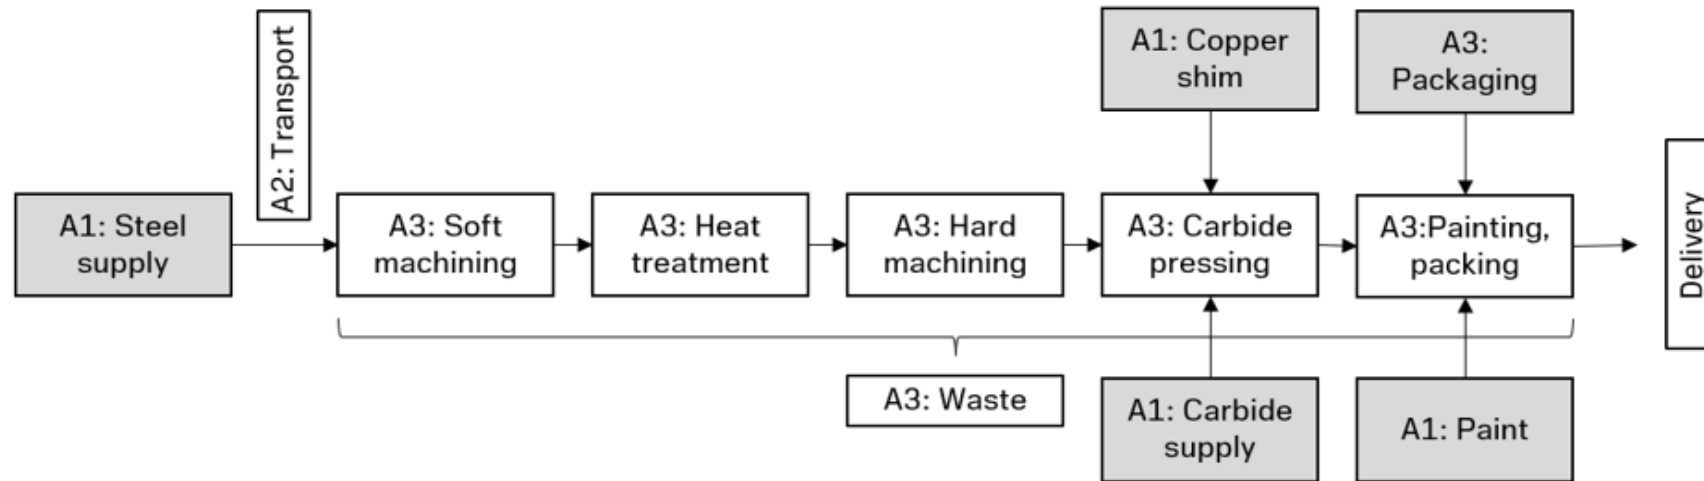 A2: Transport
A1: Copper
shim
A3:
Packaging
A1: Steel
supply
A3: Soft
machining
A3: Heat
treatment
A3: Hard
machining
A3: Carbide
pressing
A3:Painting,
packing
Delivery
A3: Waste
A1: Carbide
supply
A1: Paint